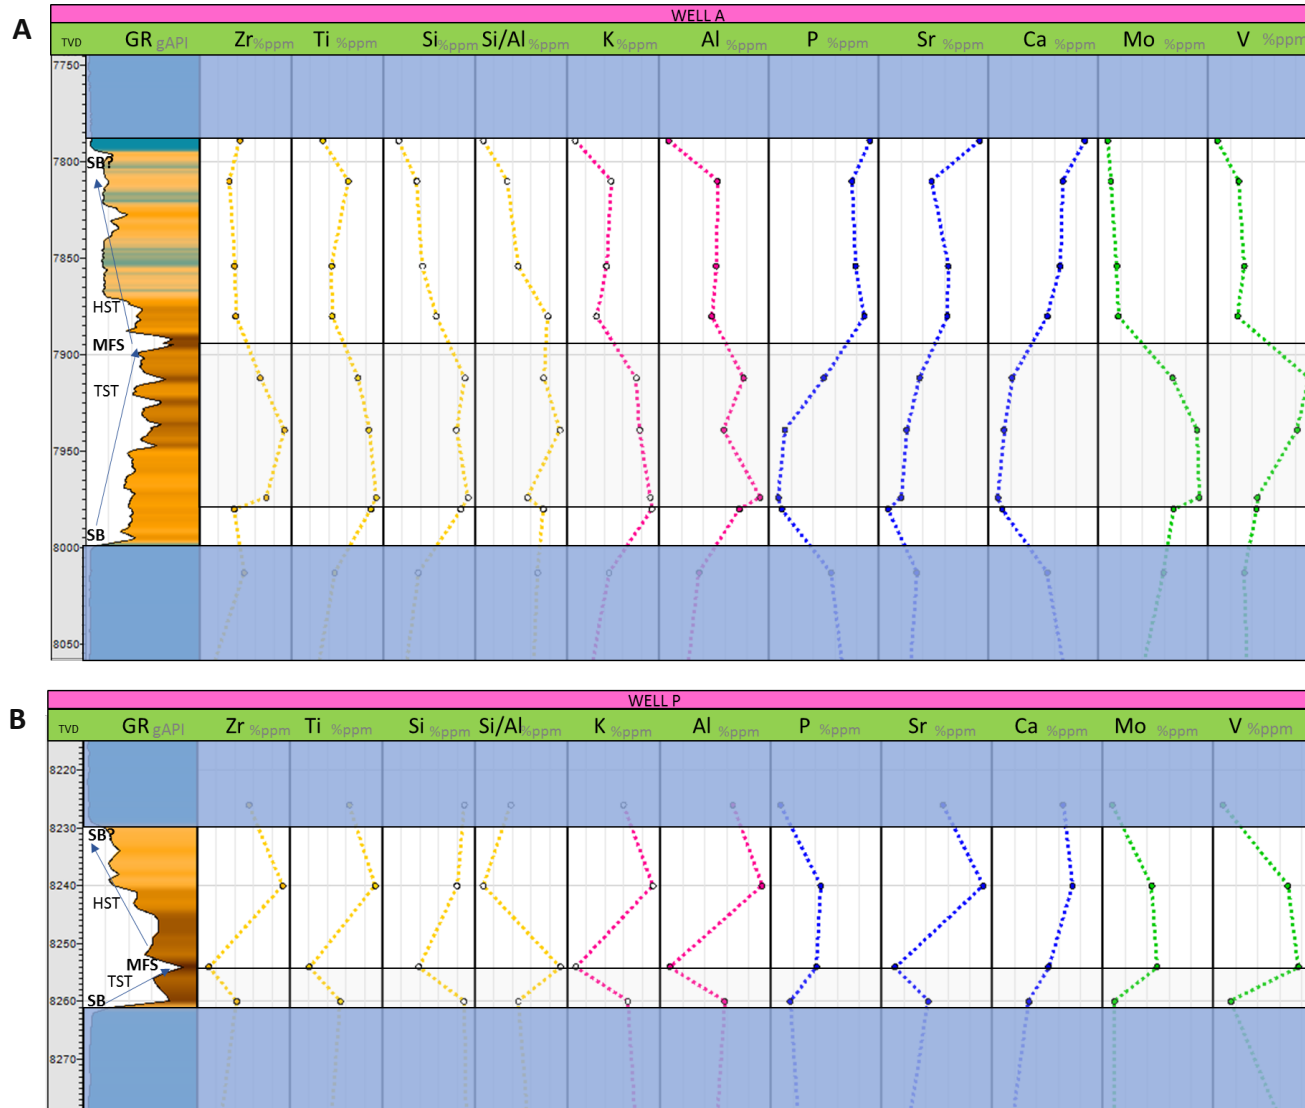 A
WELL A
TVD GR gAPI Zr %ppm Ti %ppm Si %ppm Si/Al %ppm K %ppm Al %ppm P %ppm Sr %ppm Ca %ppm Mo %ppm V %ppm
7750
7800
SB?
7850
HST
MFS
7900
TST
7950
SB
8000
8050
B
WELL P
TVD GR gAPI Zr %ppm Ti %ppm Si %ppm Si/Al %ppm K %ppm Al %ppm P %ppm Sr %ppm Ca %ppm Mo %ppm V %ppm
8220
8230
SB?
8240
HST
8250
MFS
TST
8260
SB
8270